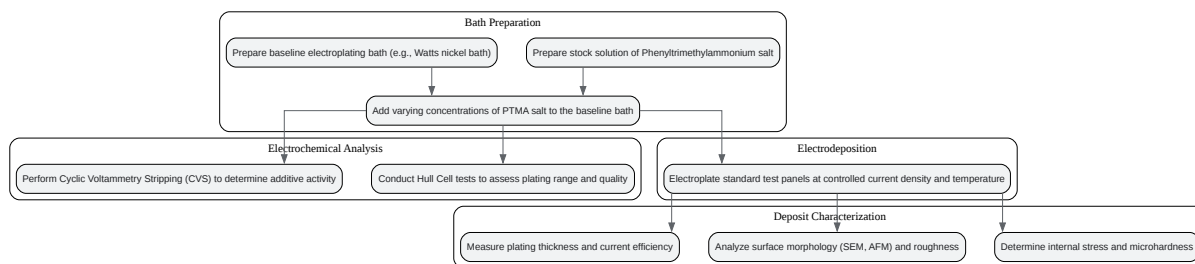 Bath Preparation
Prepare baseline electroplating bath (e.g., Watts nickel bath)
Prepare stock solution of Phenyltrimethylammonium salt
Add varying concentrations of PTMA salt to the baseline bath
Electrochemical Analysis
Electrodeposition
Perform Cyclic Voltammetry Stripping (CVS) to determine additive activity
Conduct Hull Cell tests to assess plating range and quality
Electroplate standard test panels at controlled current density and temperature
Deposit Characterization
Measure plating thickness and current efficiency
Analyze surface morphology (SEM, AFM) and roughness
Determine internal stress and microhardness